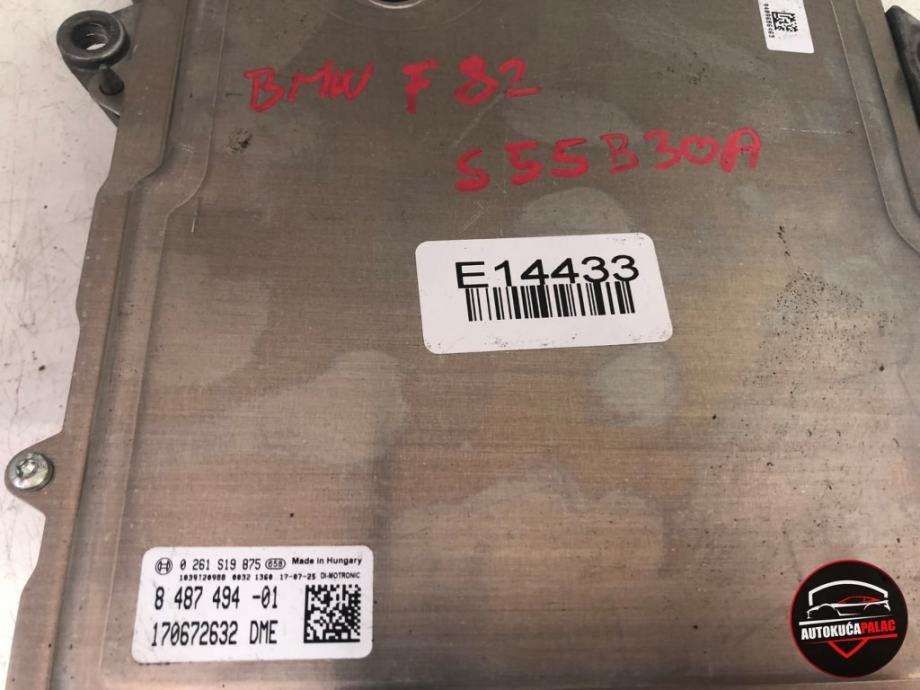 BMW F82
S55B30A
E14433
0 261 S19 875 658 Made in Hungary
1039T20988 0032 1360 17-07-25 DI-MOTRONIC
8 487 494 -01
170672632 DME
AUTOKUĆAPALAC